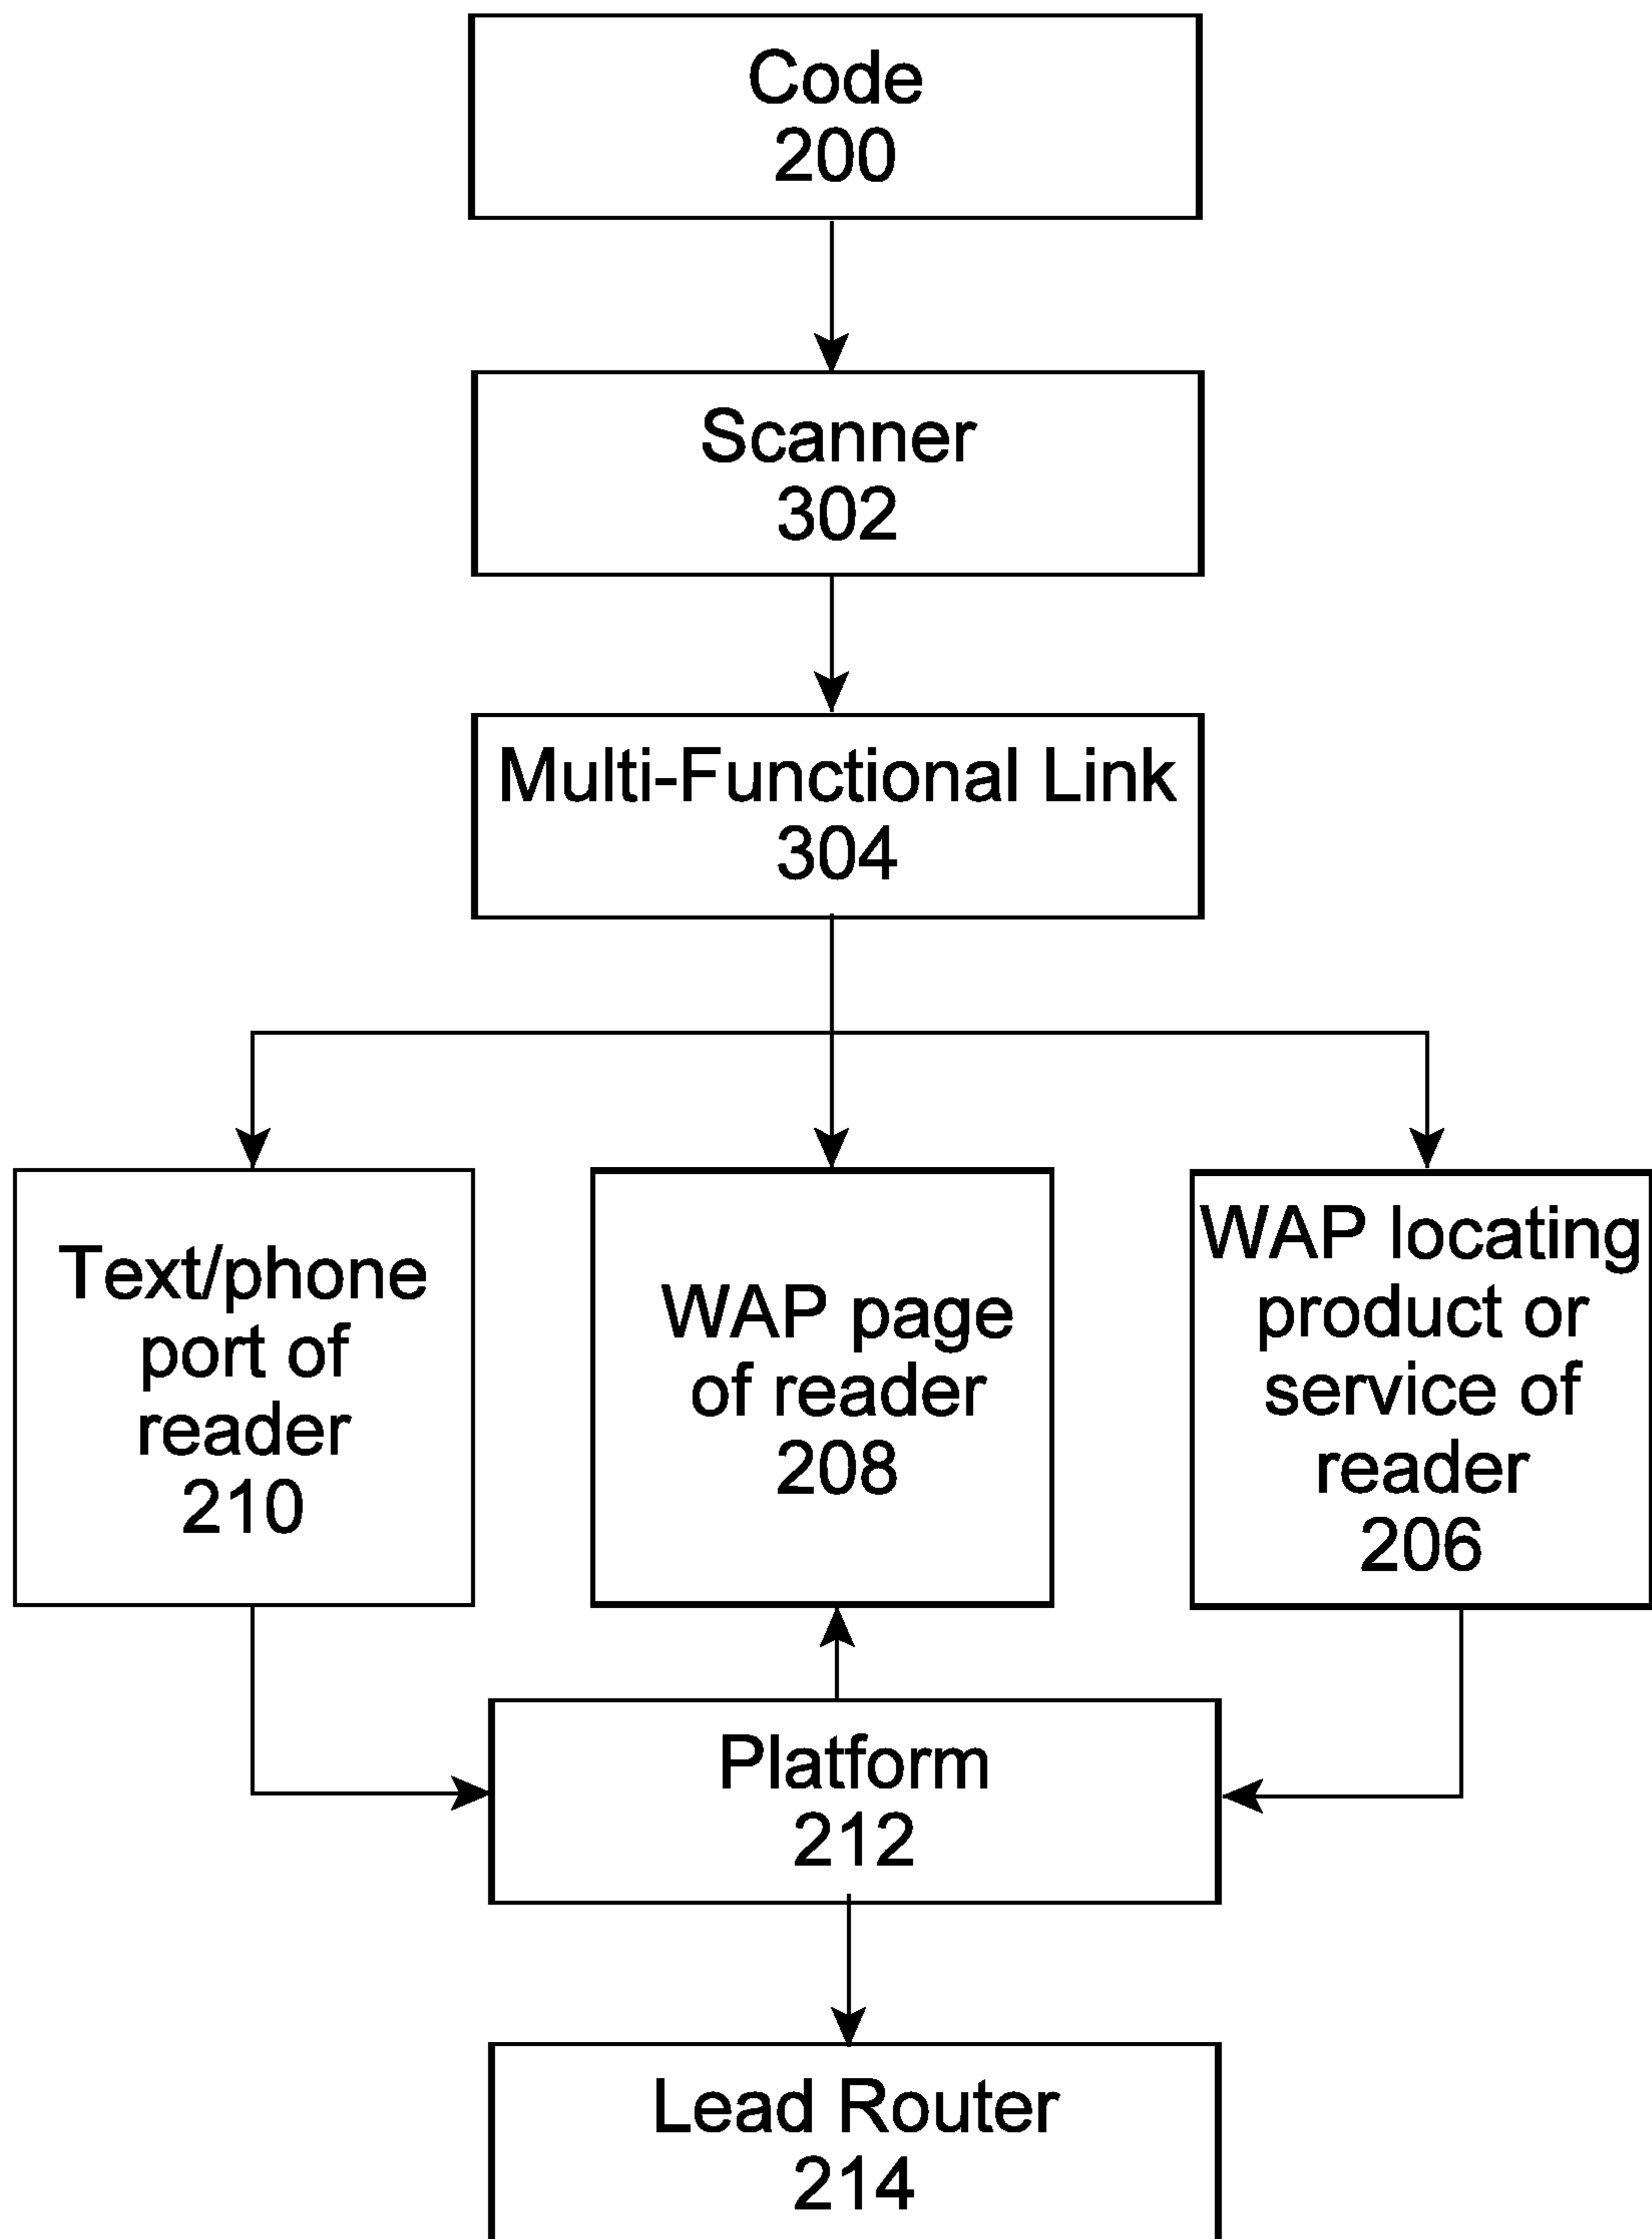 Code
200
Scanner
302
Multi-Functional Link
304
Text/phone
port of
reader
210
WAP page
of reader
208
WAP locating
product or
service of
reader
206
Platform
212
Lead Router
214